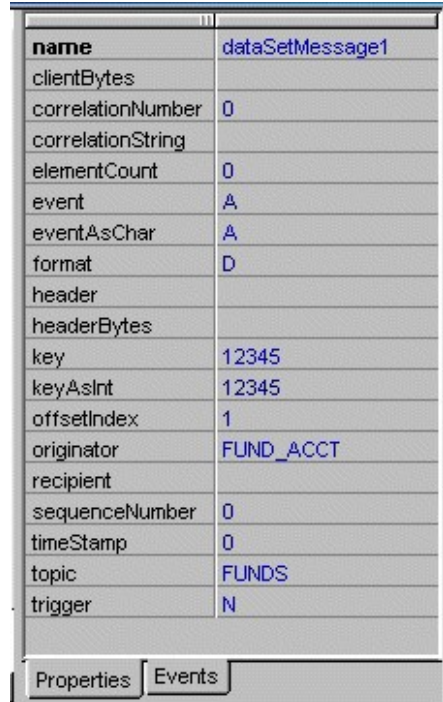 name dataSetMessage1
clientBytes
correlationNumber 0
correlationString
elementCount 0
event A
eventAsChar A
format D
header
headerBytes
key 12345
keyAsInt 12345
offsetIndex 1
originator FUND_ACCT
recipient
sequenceNumber 0
timeStamp 0
topic FUNDS
trigger N
Properties Events